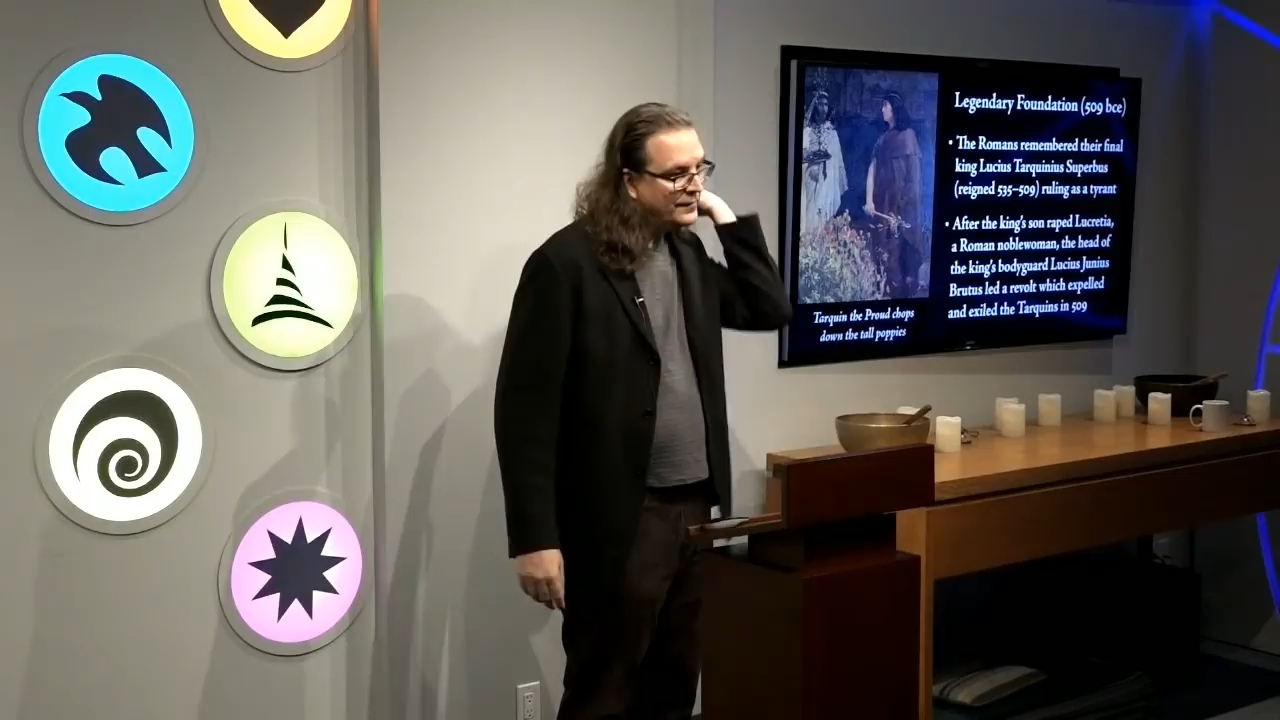 Legendary Foundation (509 bce)
• The Romans remembered their final
king Lucius Tarquinius Superbus
(reigned 535–509) ruling as a tyrant
• After the king's son raped Lucretia,
a Roman noblewoman, the head of
the king's bodyguard Lucius Junius
Brutus led a revolt which expelled
and exiled the Tarquins in 509
Tarquin the Proud chops
down the tall poppies